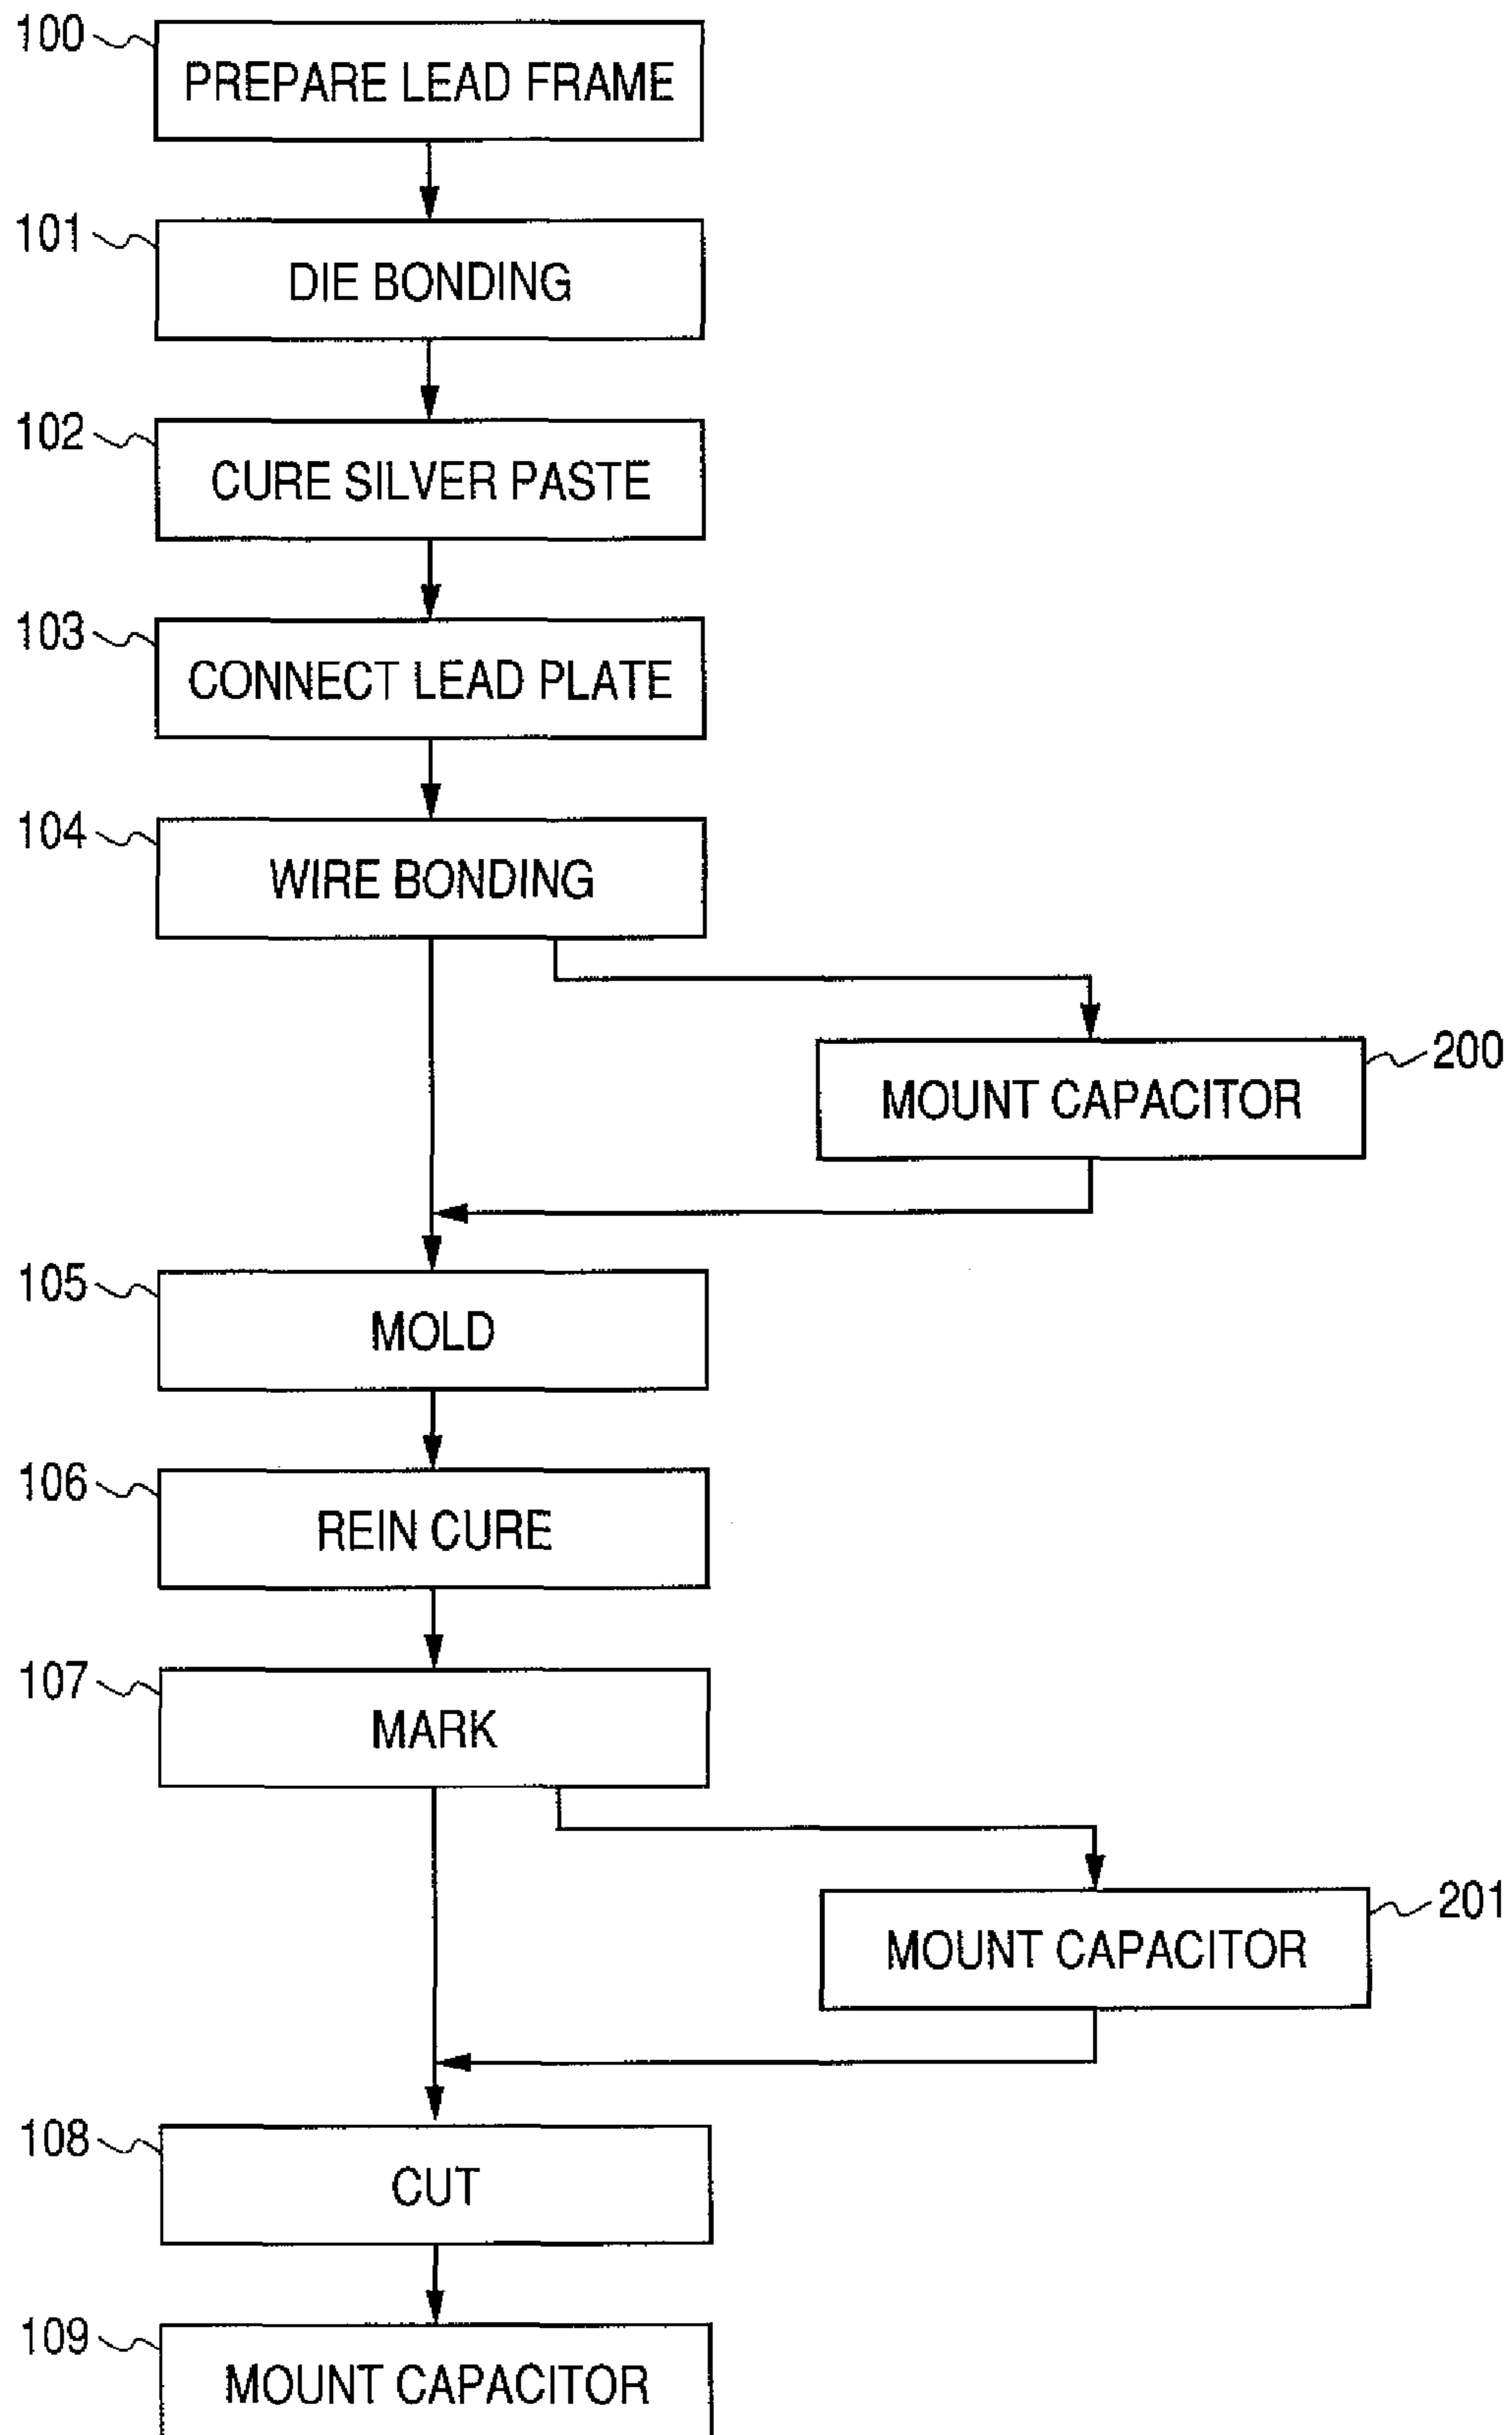 100
PREPARE LEAD FRAME
101
DIE BONDING
102
CURE SILVER PASTE
103
CONNECT LEAD PLATE
104
WIRE BONDING
200
MOUNT CAPACITOR
105
MOLD
106
REIN CURE
107
MARK
201
MOUNT CAPACITOR
108
CUT
109
MOUNT CAPACITOR